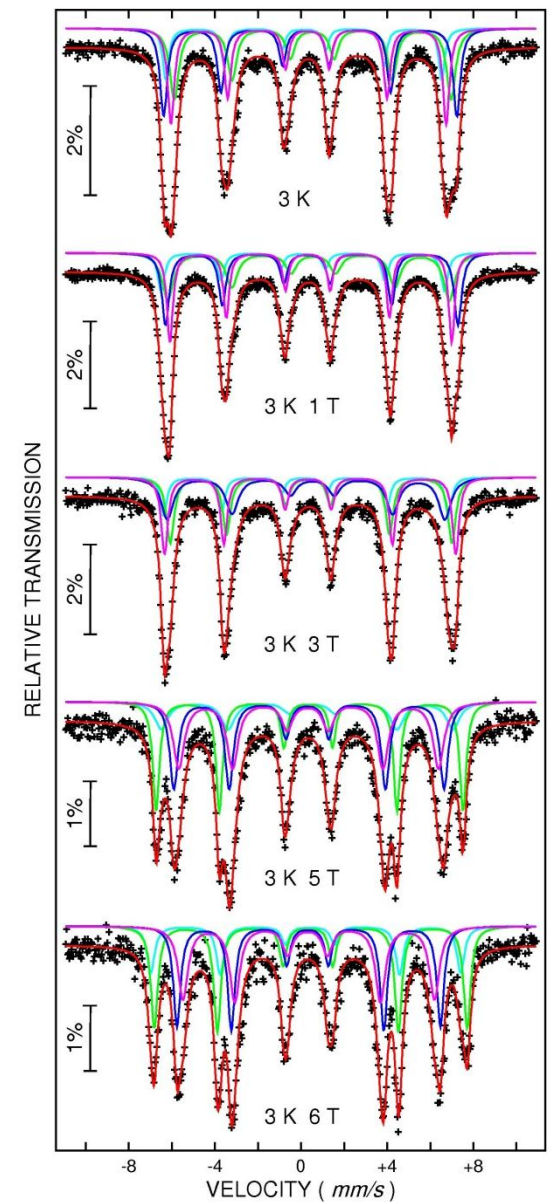 2%
3 K
2%
3 K 1 T
2%
3 K 3 T
1%
3 K 5 T
1%
3 K 6 T
RELATIVE TRANSMISSION
-8 -4 0 +4 +8
VELOCITY ( mm/s )